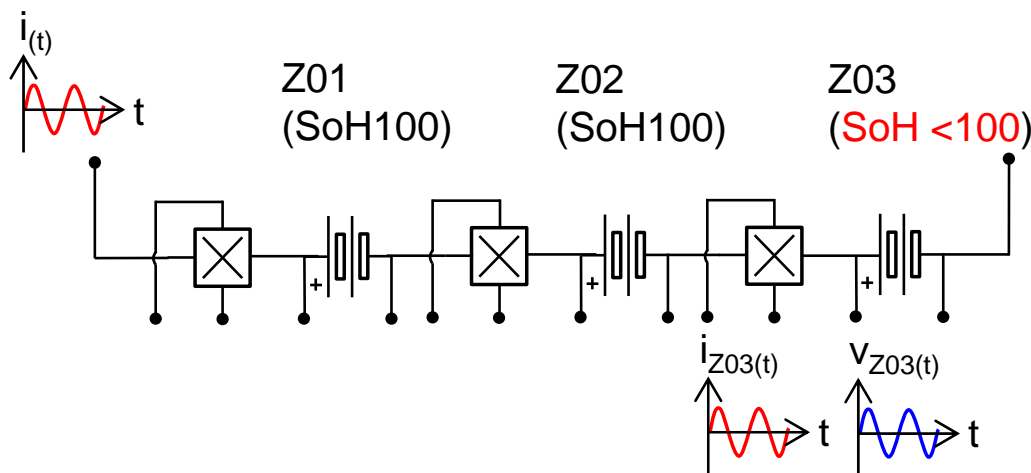 i(t)
t
Z01
(SoH100)
Z02
(SoH100)
Z03
(SoH <100)
+
+
+
iZ03(t)
t
vZ03(t)
t